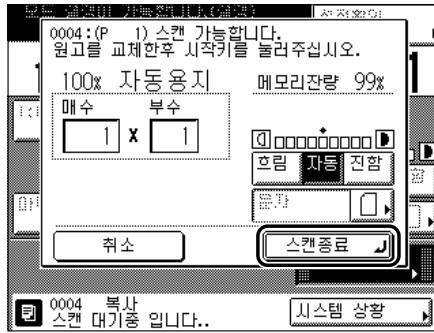 0004:(P 1) 스캔 가능합니다.
원고를 교체한후 시작키를 눌러주십시오.
100% 자동용지
메모리잔량 99%
매수 부수
1 x 1
흐림 자동 진함
문자
취소
스캔종료
0004 복사
스캔 대기중 입니다..
시스템 상황